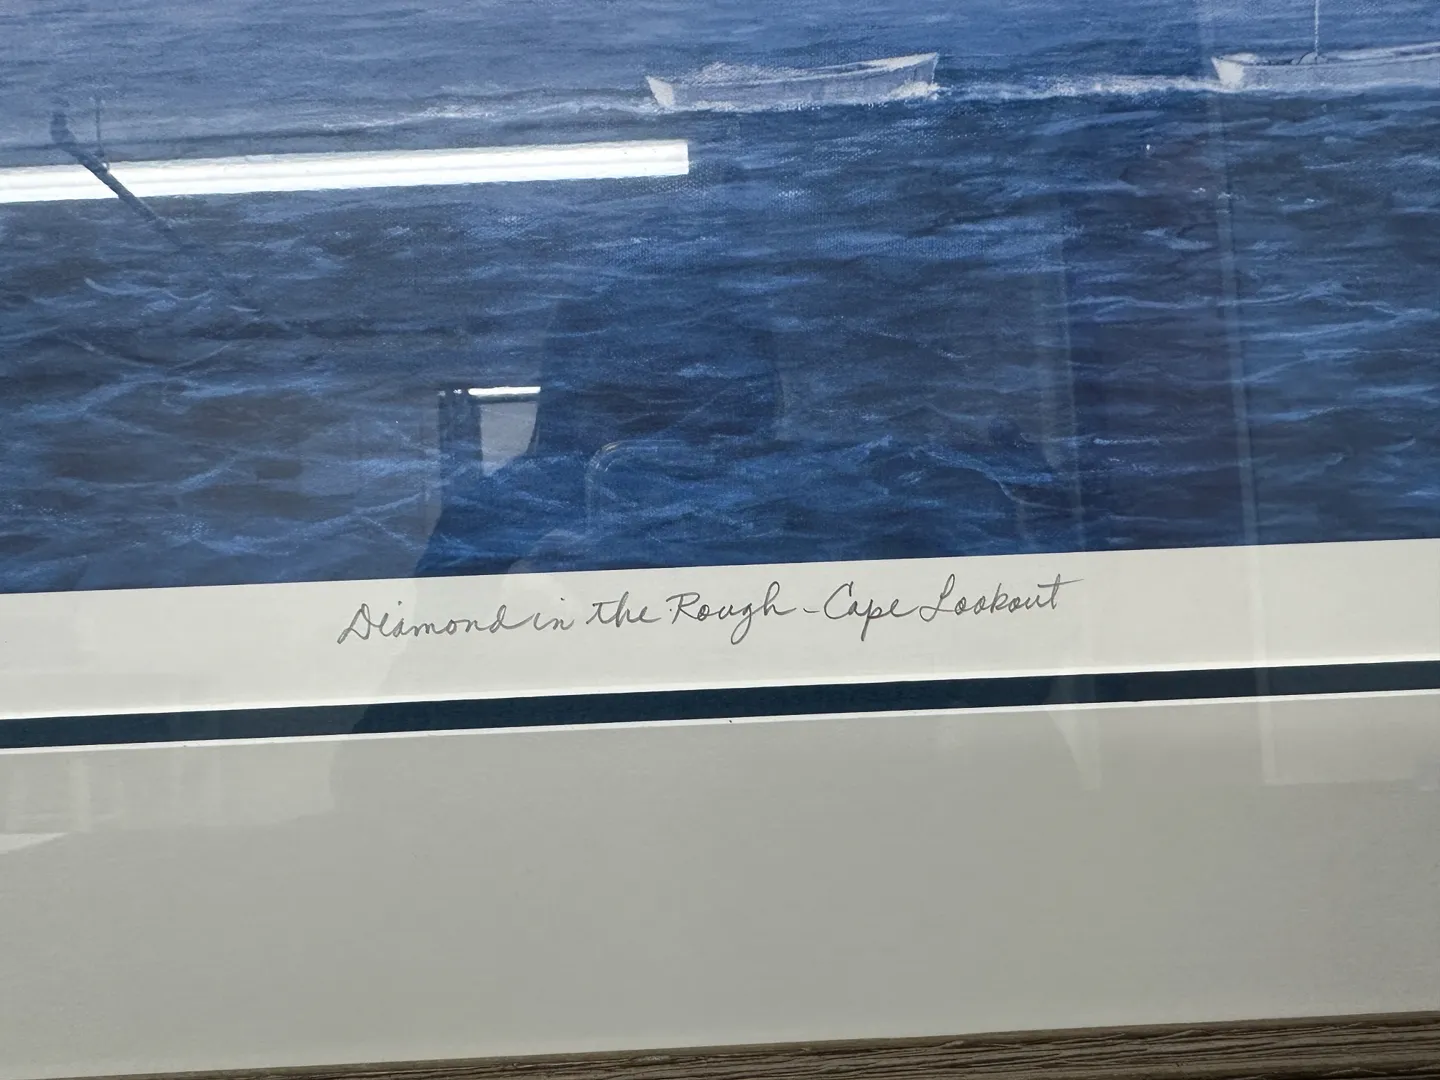 Diamond in the Rough - Cape Lookout